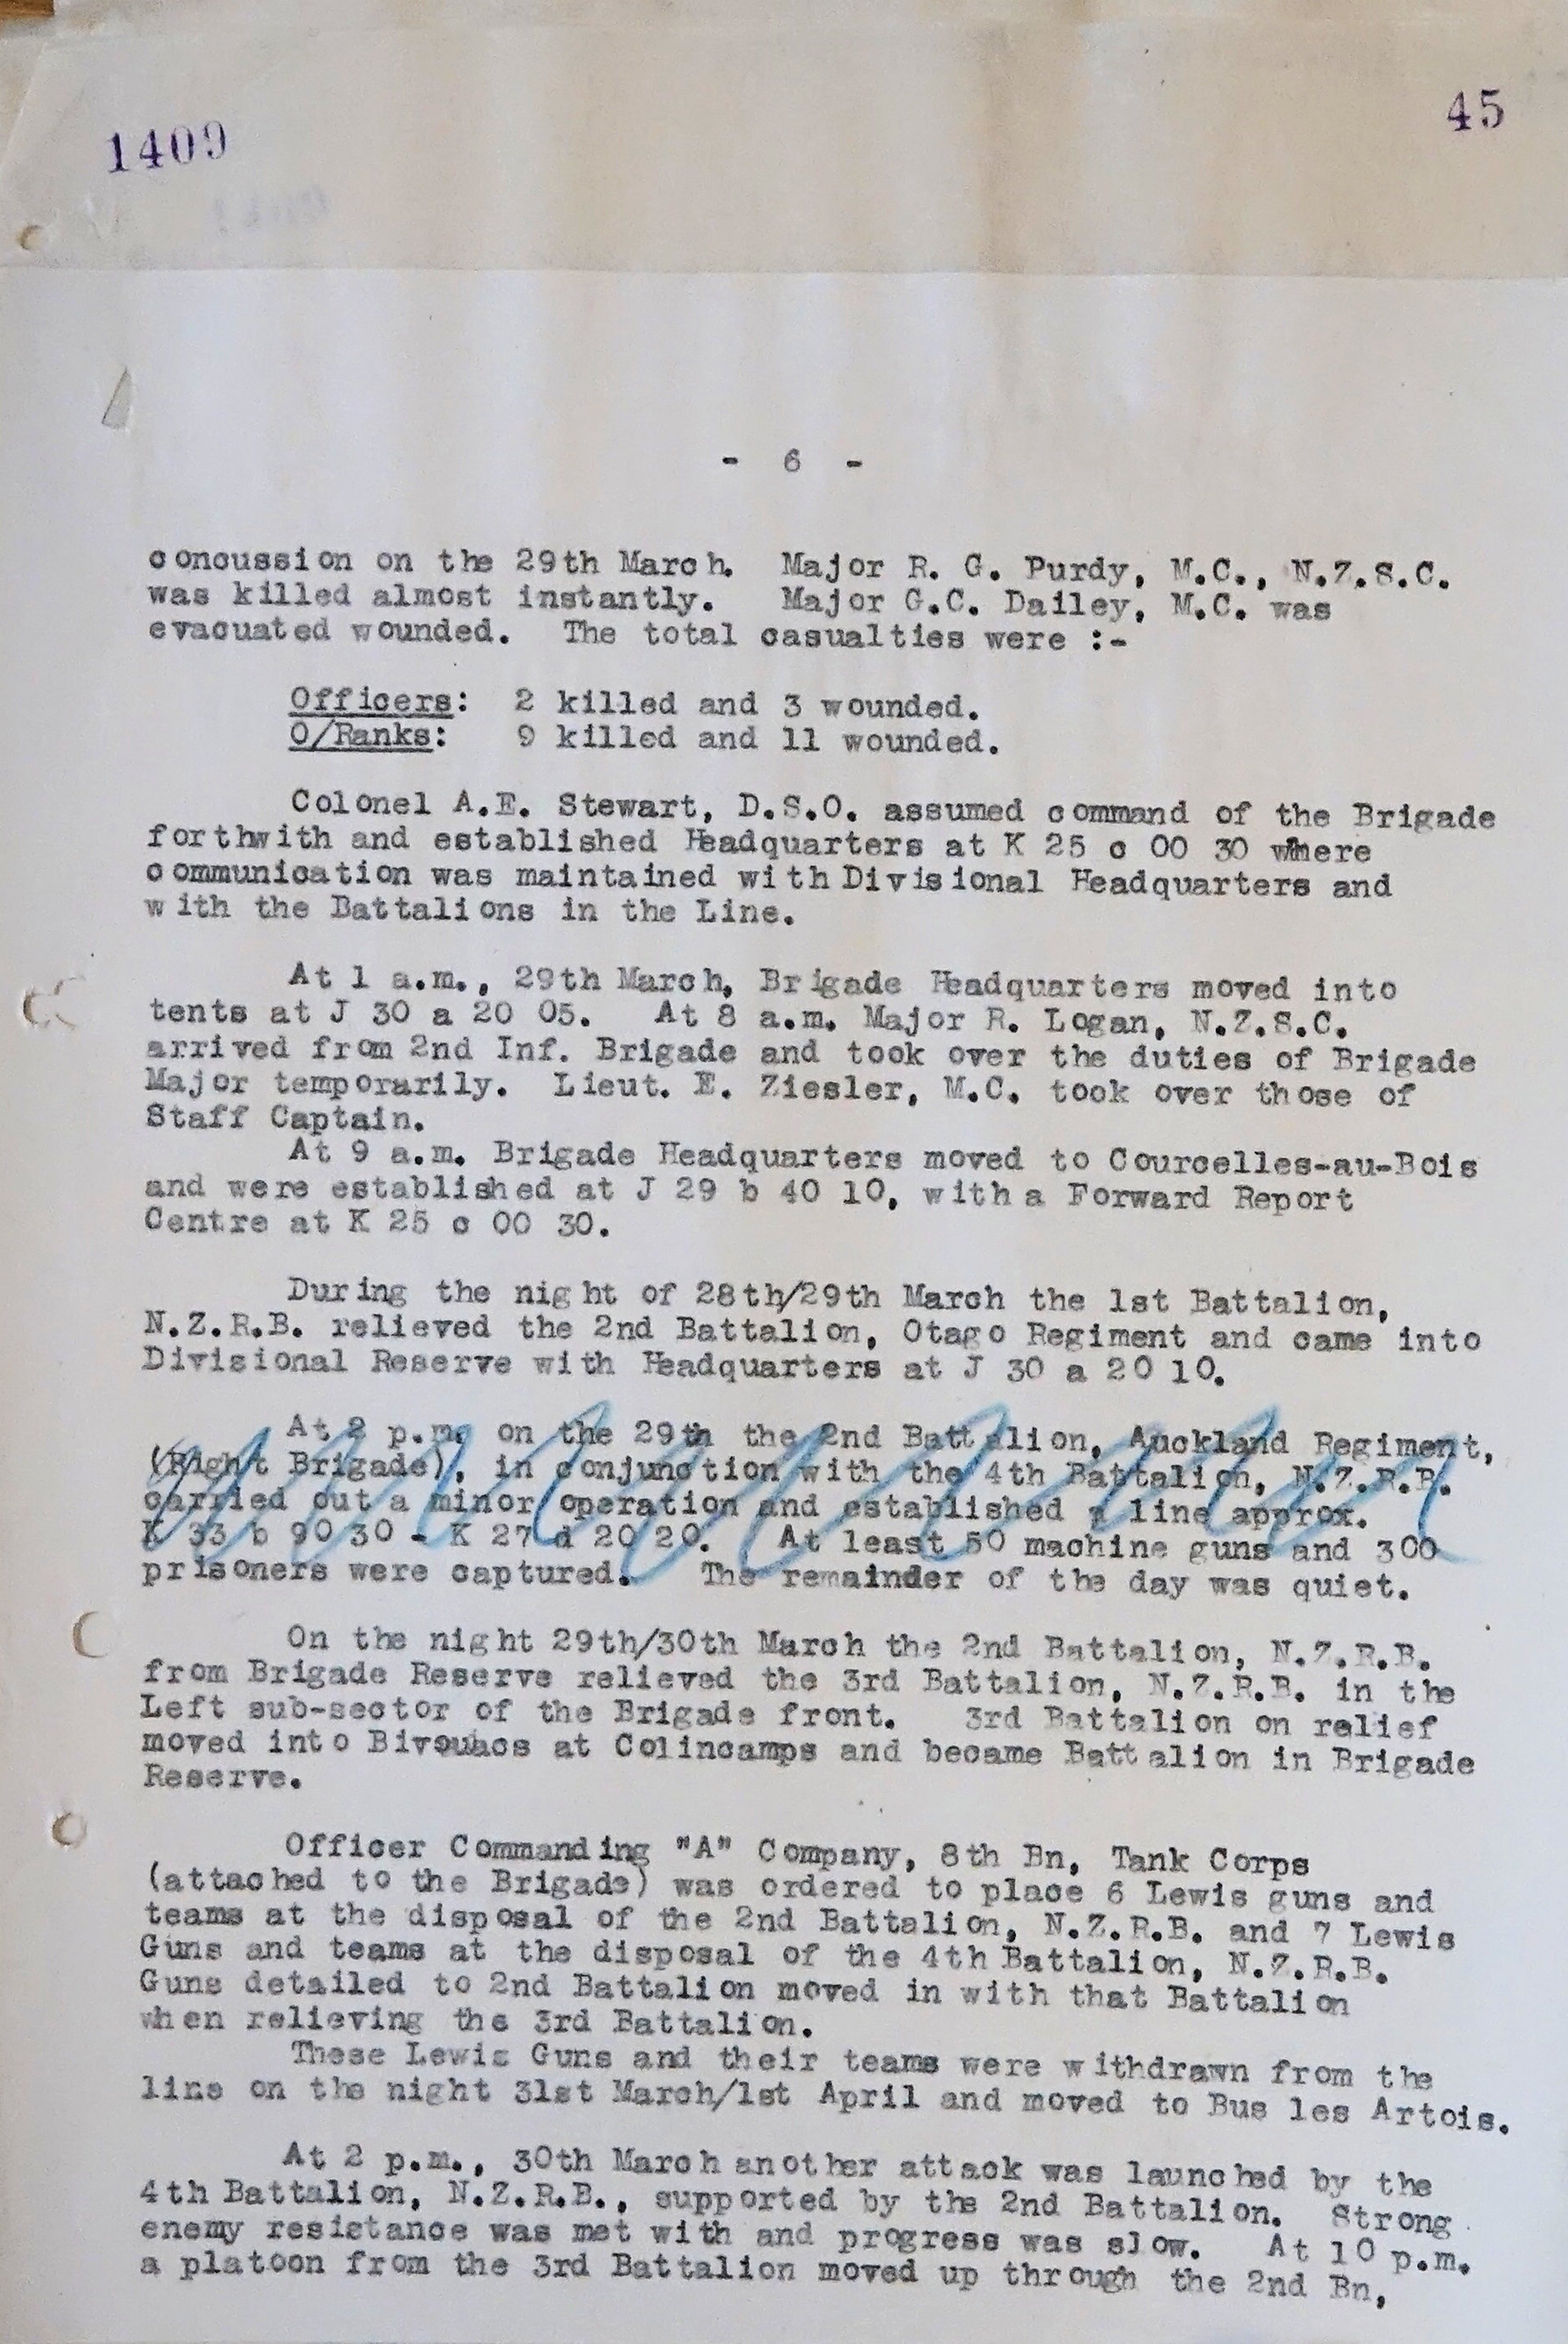 1409
45
- 6 -
concussion on the 29th March. Major R. G. Purdy, M.C., N.Z.S.C.
was killed almost instantly. Major G.C. Dailey, M.C. was
evacuated wounded. The total casualties were :-
Officers: 2 killed and 3 wounded.
O/Ranks: 9 killed and 11 wounded.
Colonel A.E. Stewart, D.S.O. assumed command of the Brigade
forthwith and established Headquarters at K 25 c 00 30 where
communication was maintained with Divisional Headquarters and
with the Battalions in the Line.
At 1 a.m., 29th March, Brigade Headquarters moved into
tents at J 30 a 20 05. At 8 a.m. Major R. Logan, N.Z.S.C.
arrived from 2nd Inf. Brigade and took over the duties of Brigade
Major temporarily. Lieut. E. Ziesler, M.C. took over those of
Staff Captain.
At 9 a.m. Brigade Headquarters moved to Courcelles-au-Bois
and were established at J 29 b 40 10, with a Forward Report
Centre at K 25 c 00 30.
During the night of 28th/29th March the 1st Battalion,
N.Z.R.B. relieved the 2nd Battalion, Otago Regiment and came into
Divisional Reserve with Headquarters at J 30 a 20 10.
At 2 p.m. on the 29th the 2nd Battalion, Auckland Regiment,
(Right Brigade), in conjunction with the 4th Battalion, N.Z.R.B.
carried out a minor operation and established a line approx.
K 33 b 90 30 - K 27 d 20 20. At least 50 machine guns and 300
prisoners were captured. The remainder of the day was quiet.
On the night 29th/30th March the 2nd Battalion, N.Z.R.B.
from Brigade Reserve relieved the 3rd Battalion, N.Z.R.B. in the
Left sub-sector of the Brigade front. 3rd Battalion on relief
moved into Bivouacs at Colincamps and became Battalion in Brigade
Reserve.
Officer Commanding "A" Company, 8th Bn, Tank Corps
(attached to the Brigade) was ordered to place 6 Lewis guns and
teams at the disposal of the 2nd Battalion, N.Z.R.B. and 7 Lewis
Guns and teams at the disposal of the 4th Battalion, N.Z.R.B.
Guns detailed to 2nd Battalion moved in with that Battalion
when relieving the 3rd Battalion.
These Lewis Guns and their teams were withdrawn from the
line on the night 31st March/1st April and moved to Bus les Artois.
At 2 p.m., 30th March another attack was launched by the
4th Battalion, N.Z.R.B., supported by the 2nd Battalion. Strong
enemy resistance was met with and progress was slow. At 10 p.m.
a platoon from the 3rd Battalion moved up through the 2nd Bn,